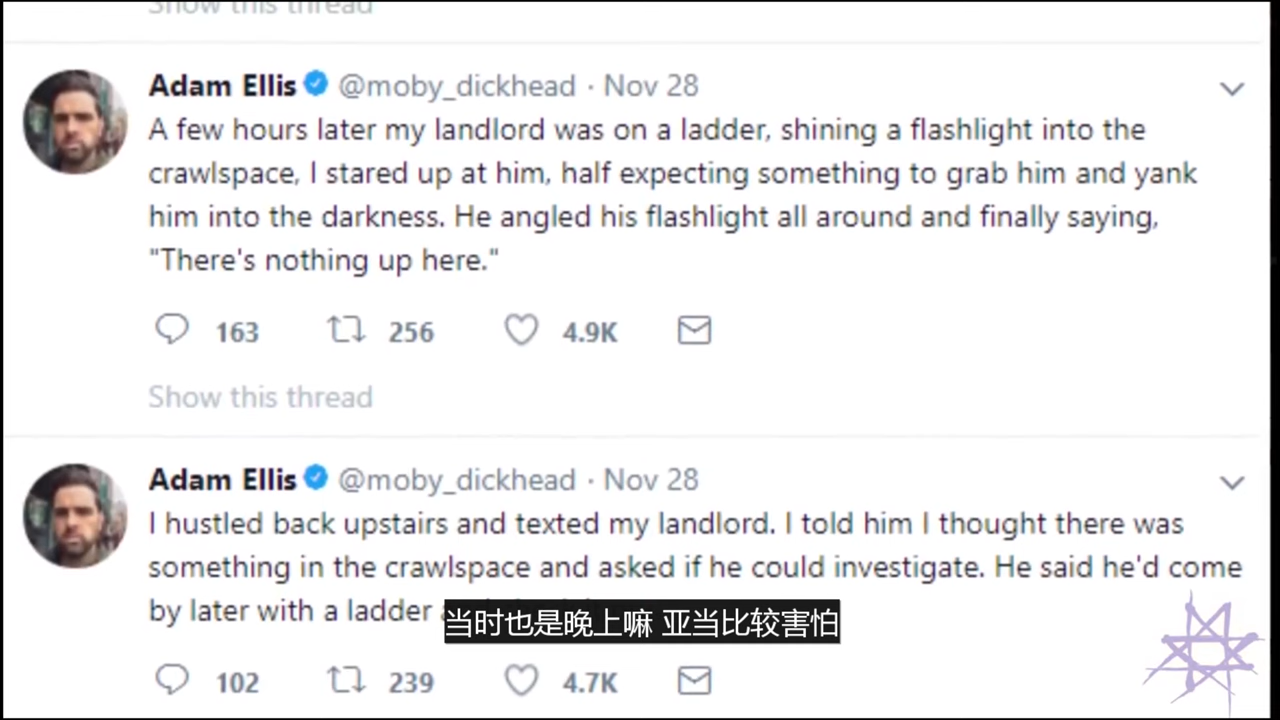 Show this thread
Adam Ellis @moby_dickhead · Nov 28
A few hours later my landlord was on a ladder, shining a flashlight into the
crawlspace, I stared up at him, half expecting something to grab him and yank
him into the darkness. He angled his flashlight all around and finally saying,
"There's nothing up here."
163 256 4.9K
Show this thread
Adam Ellis @moby_dickhead · Nov 28
I hustled back upstairs and texted my landlord. I told him I thought there was
something in the crawlspace and asked if he could investigate. He said he'd come
by later with a ladder
当时也是晚上嘛 亚当比较害怕
102 239 4.7K